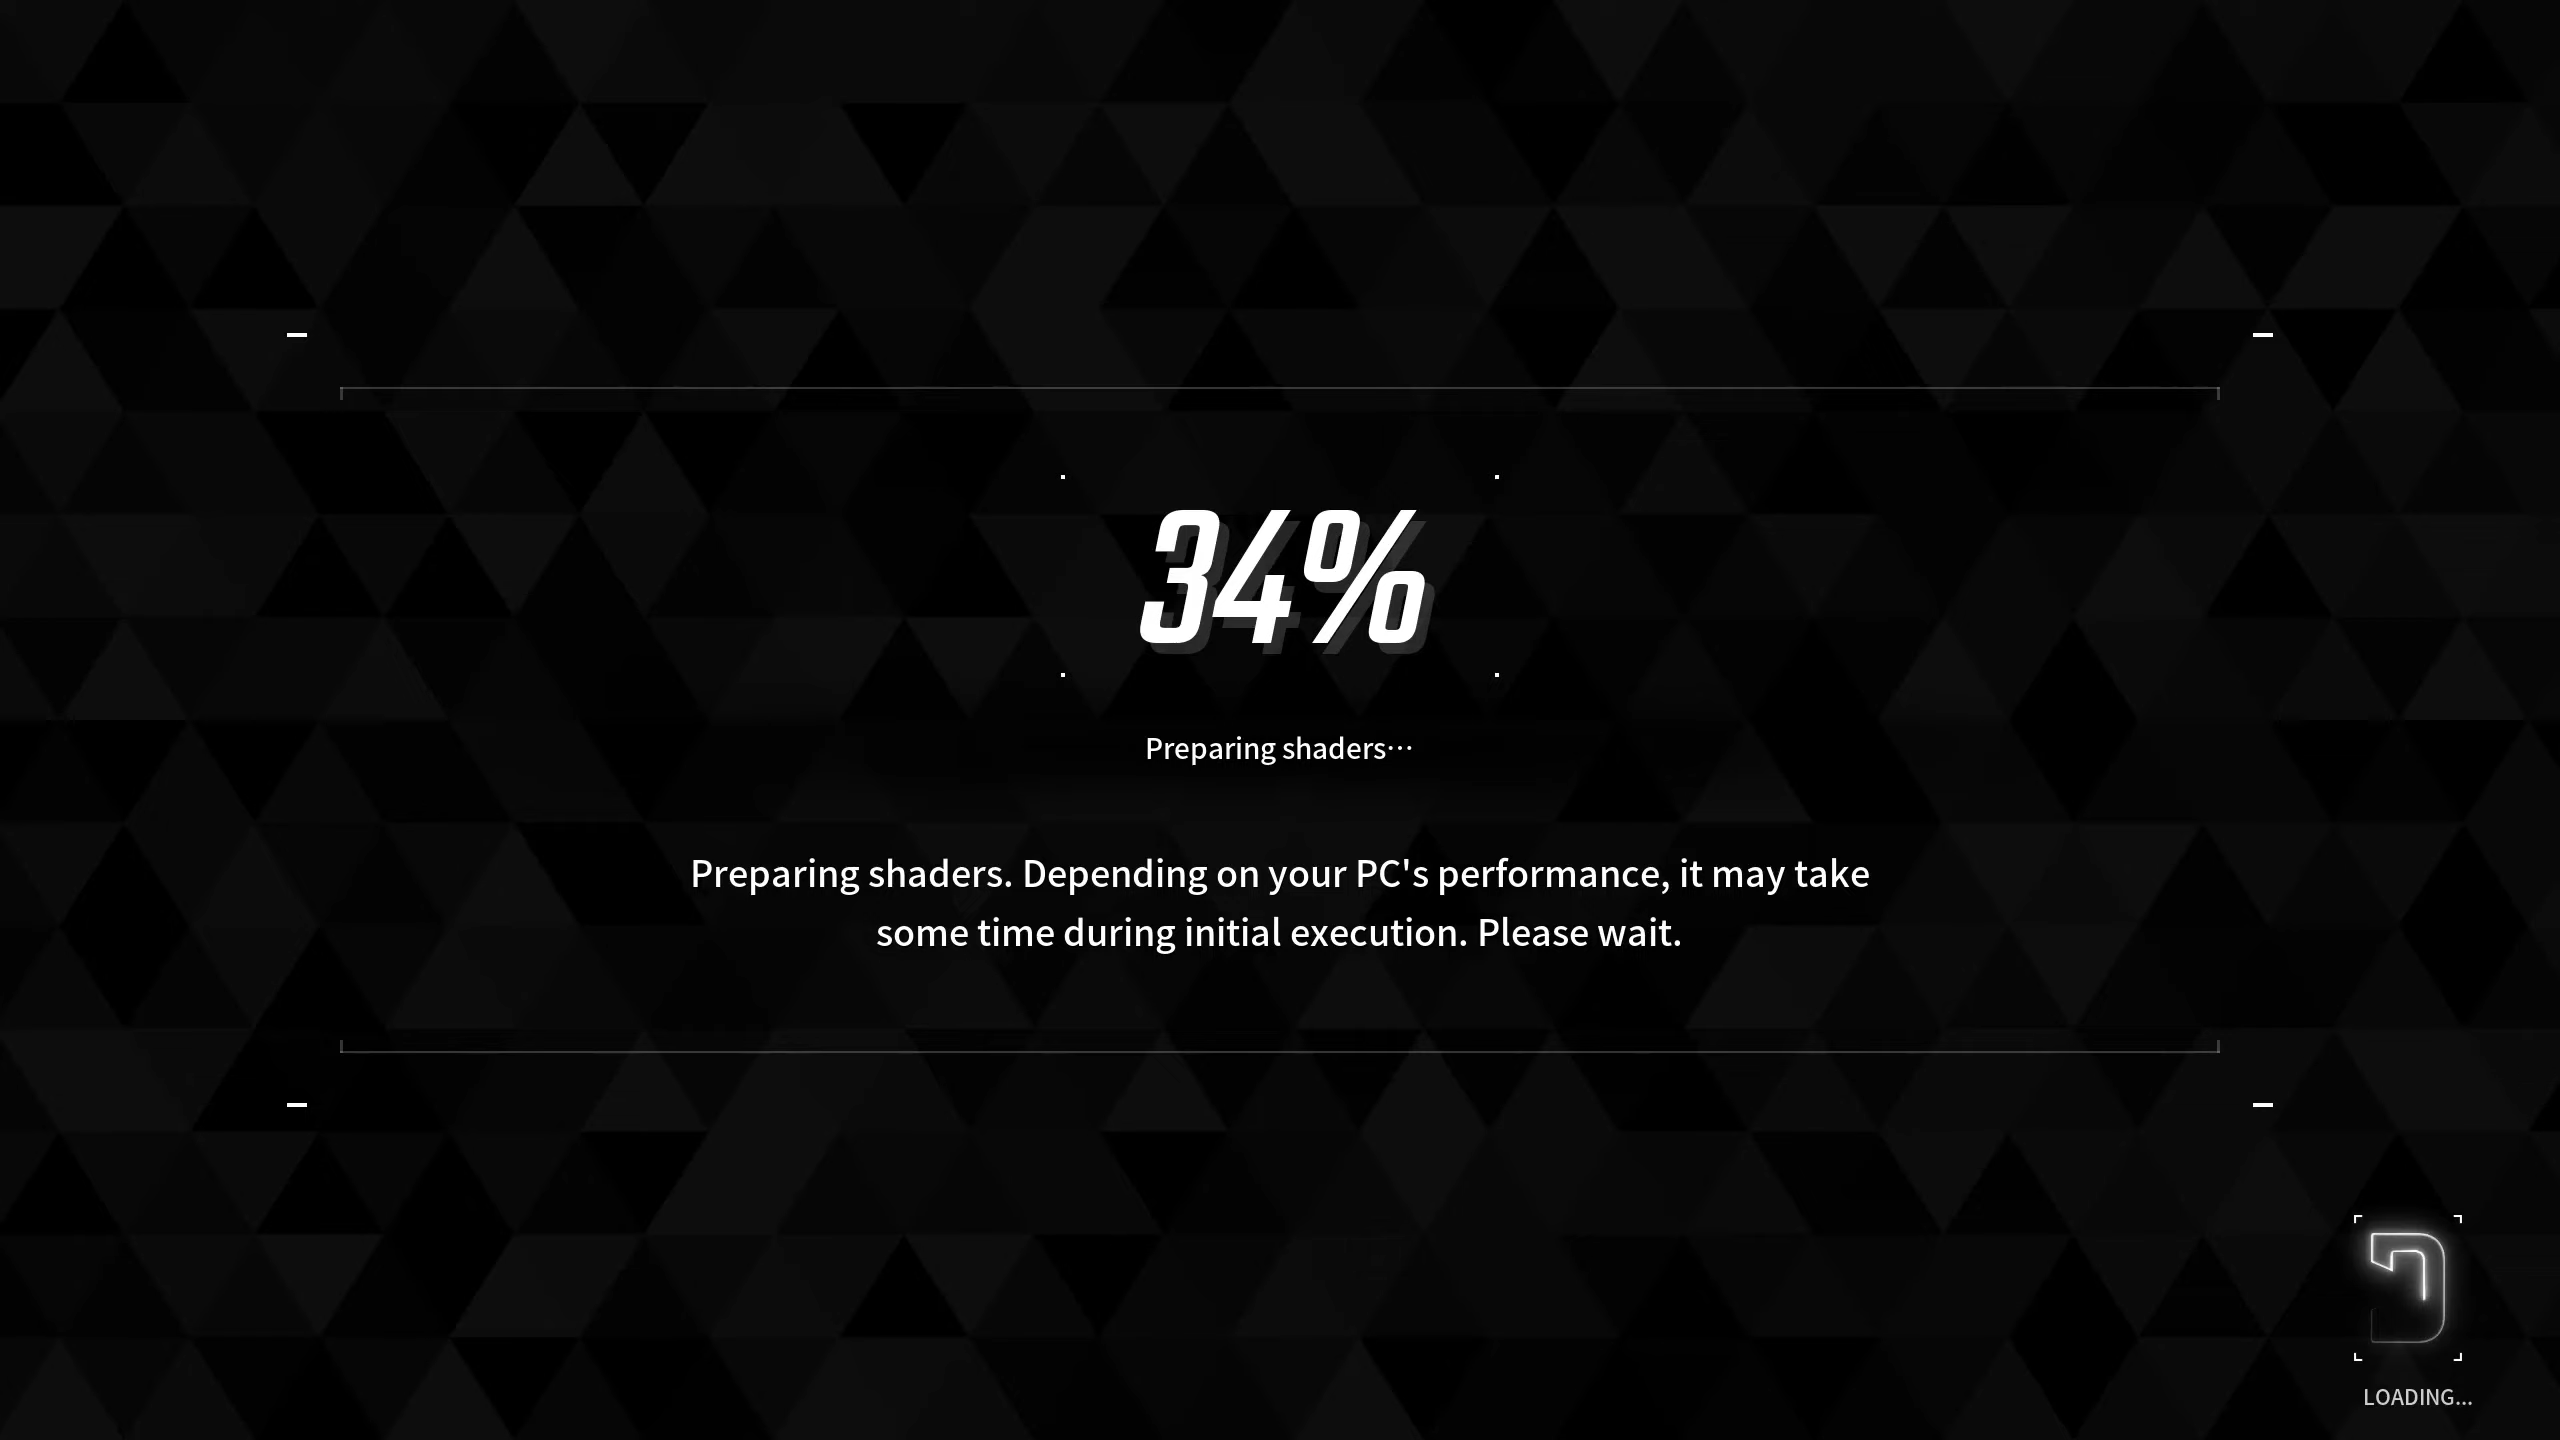 34%
Preparing shaders···
Preparing shaders. Depending on your PC's performance, it may take
some time during initial execution. Please wait.
LOADING...